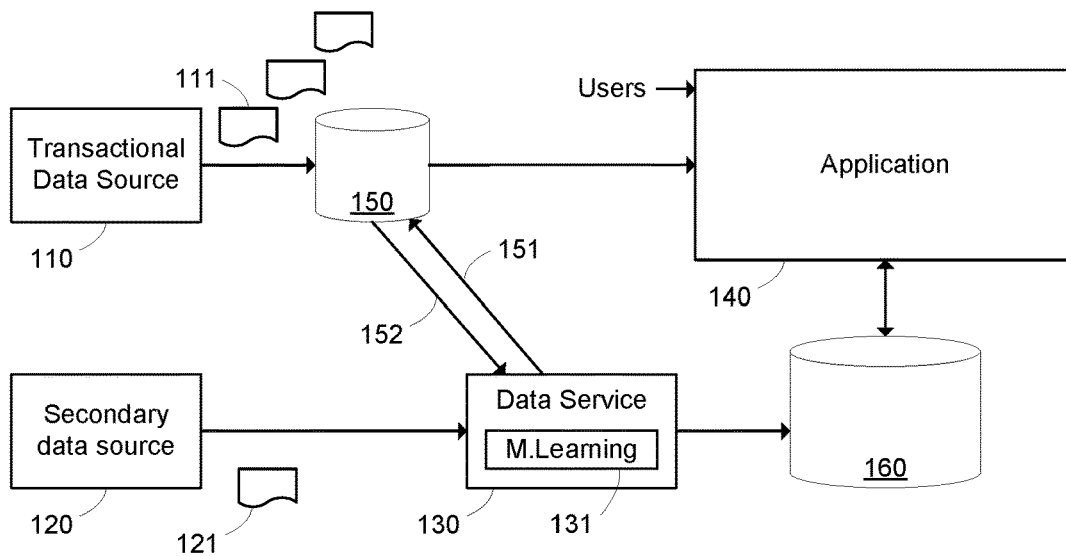 111
Users
Transactional
Data Source
Application
150
110
151
140
152
Secondary
data source
Data Service
M.Learning
160
120
121
130
131